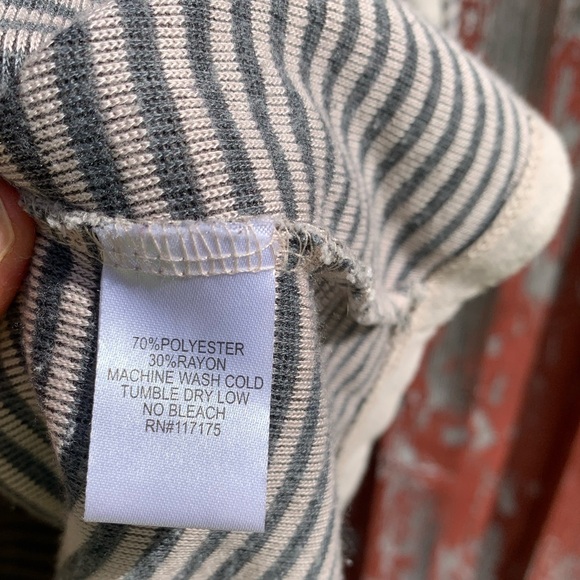 70%POLYESTER
30%RAYON
MACHINE WASH COLD
TUMBLE DRY LOW
NO BLEACH
RN#117175